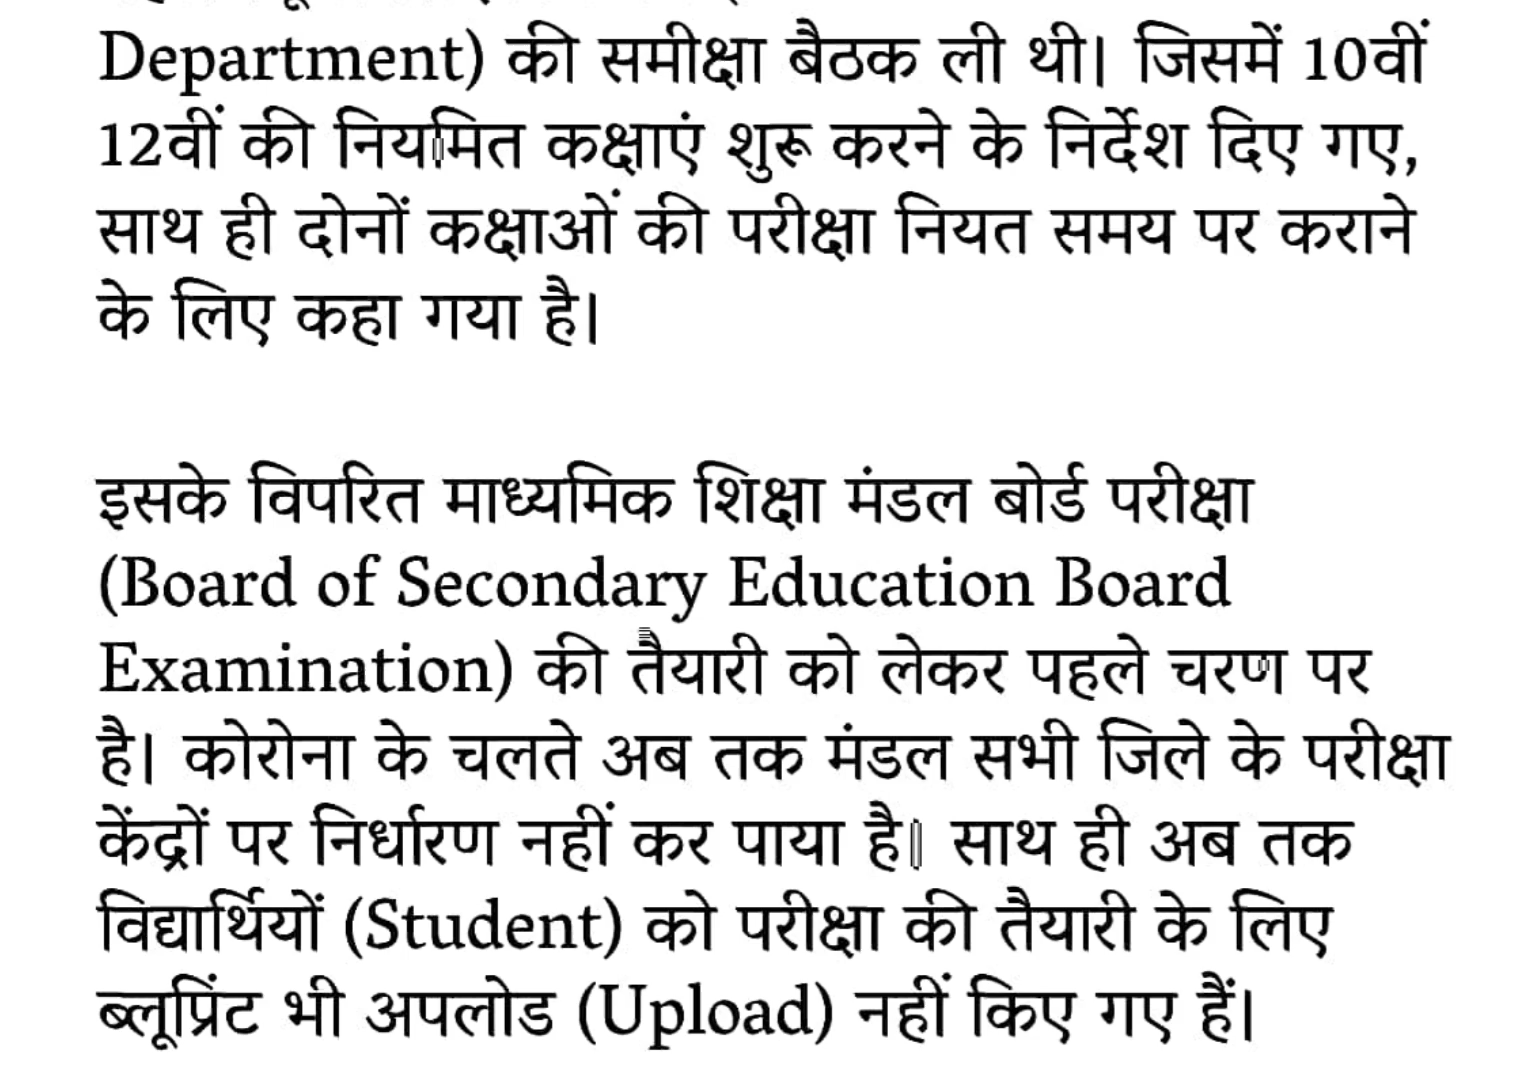 Department) की समीक्षा बैठक ली थी। जिसमें 10वीं
12वीं की नियमित कक्षाएं शुरू करने के निर्देश दिए गए,
साथ ही दोनों कक्षाओं की परीक्षा नियत समय पर कराने
के लिए कहा गया है।
इसके विपरित माध्यमिक शिक्षा मंडल बोर्ड परीक्षा
(Board of Secondary Education Board
Examination) की तैयारी को लेकर पहले चरण पर
है। कोरोना के चलते अब तक मंडल सभी जिले के परीक्षा
केंद्रों पर निर्धारण नहीं कर पाया है। साथ ही अब तक
विद्यार्थियों (Student) को परीक्षा की तैयारी के लिए
ब्लूप्रिंट भी अपलोड (Upload) नहीं किए गए हैं।